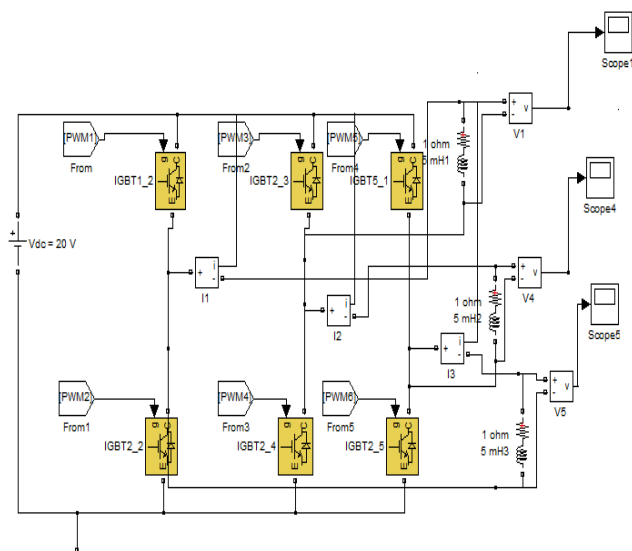 Scope1
+ v -
V1
[PWM1]
From
g C E
IGBT1_2
[PWM3]
From2
g C E
IGBT2_3
[PWM5]
From4
g C E
IGBT5_1
1 ohm
5 mH1
Scope4
+
Vdc = 20 V
+ i -
I1
+ i -
I2
+ v -
V4
1 ohm
5 mH2
Scope5
+ i -
I3
+ v -
V5
[PWM2]
From1
g C E
IGBT2_2
[PWM4]
From3
g C E
IGBT2_4
[PWM6]
From5
g C E
IGBT2_5
1 ohm
5 mH3